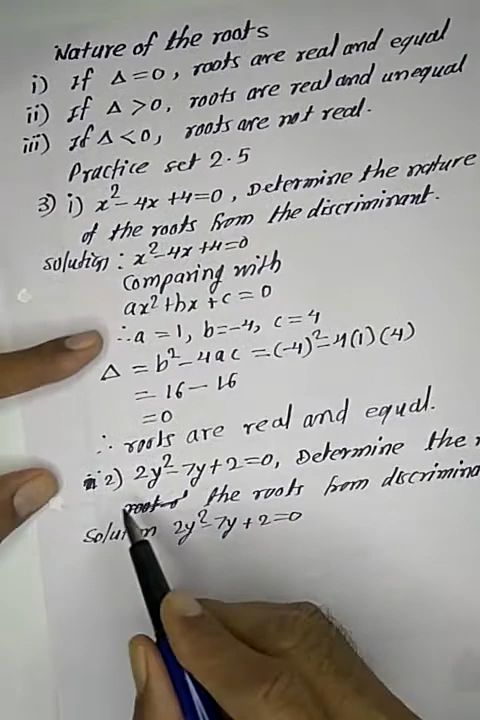 Nature of the roots
i) If Δ=0, roots are real and equal
ii) If Δ>0, roots are real and unequal
iii) If Δ<0, roots are not real.
Practice set 2.5
3) i) x²-4x+4=0, Determine the nature
of the roots from the discriminant.
Solution: x²-4x+4=0
Comparing with
ax²+bx+c=0
∴a=1, b=-4, c=4
Δ = b²-4ac = (-4)²-4(1)(4)
= 16-16
=0
∴ roots are real and equal.
2) 2y²-7y+2=0, Determine the
the roots from discrimina
2y²-7y+2=0